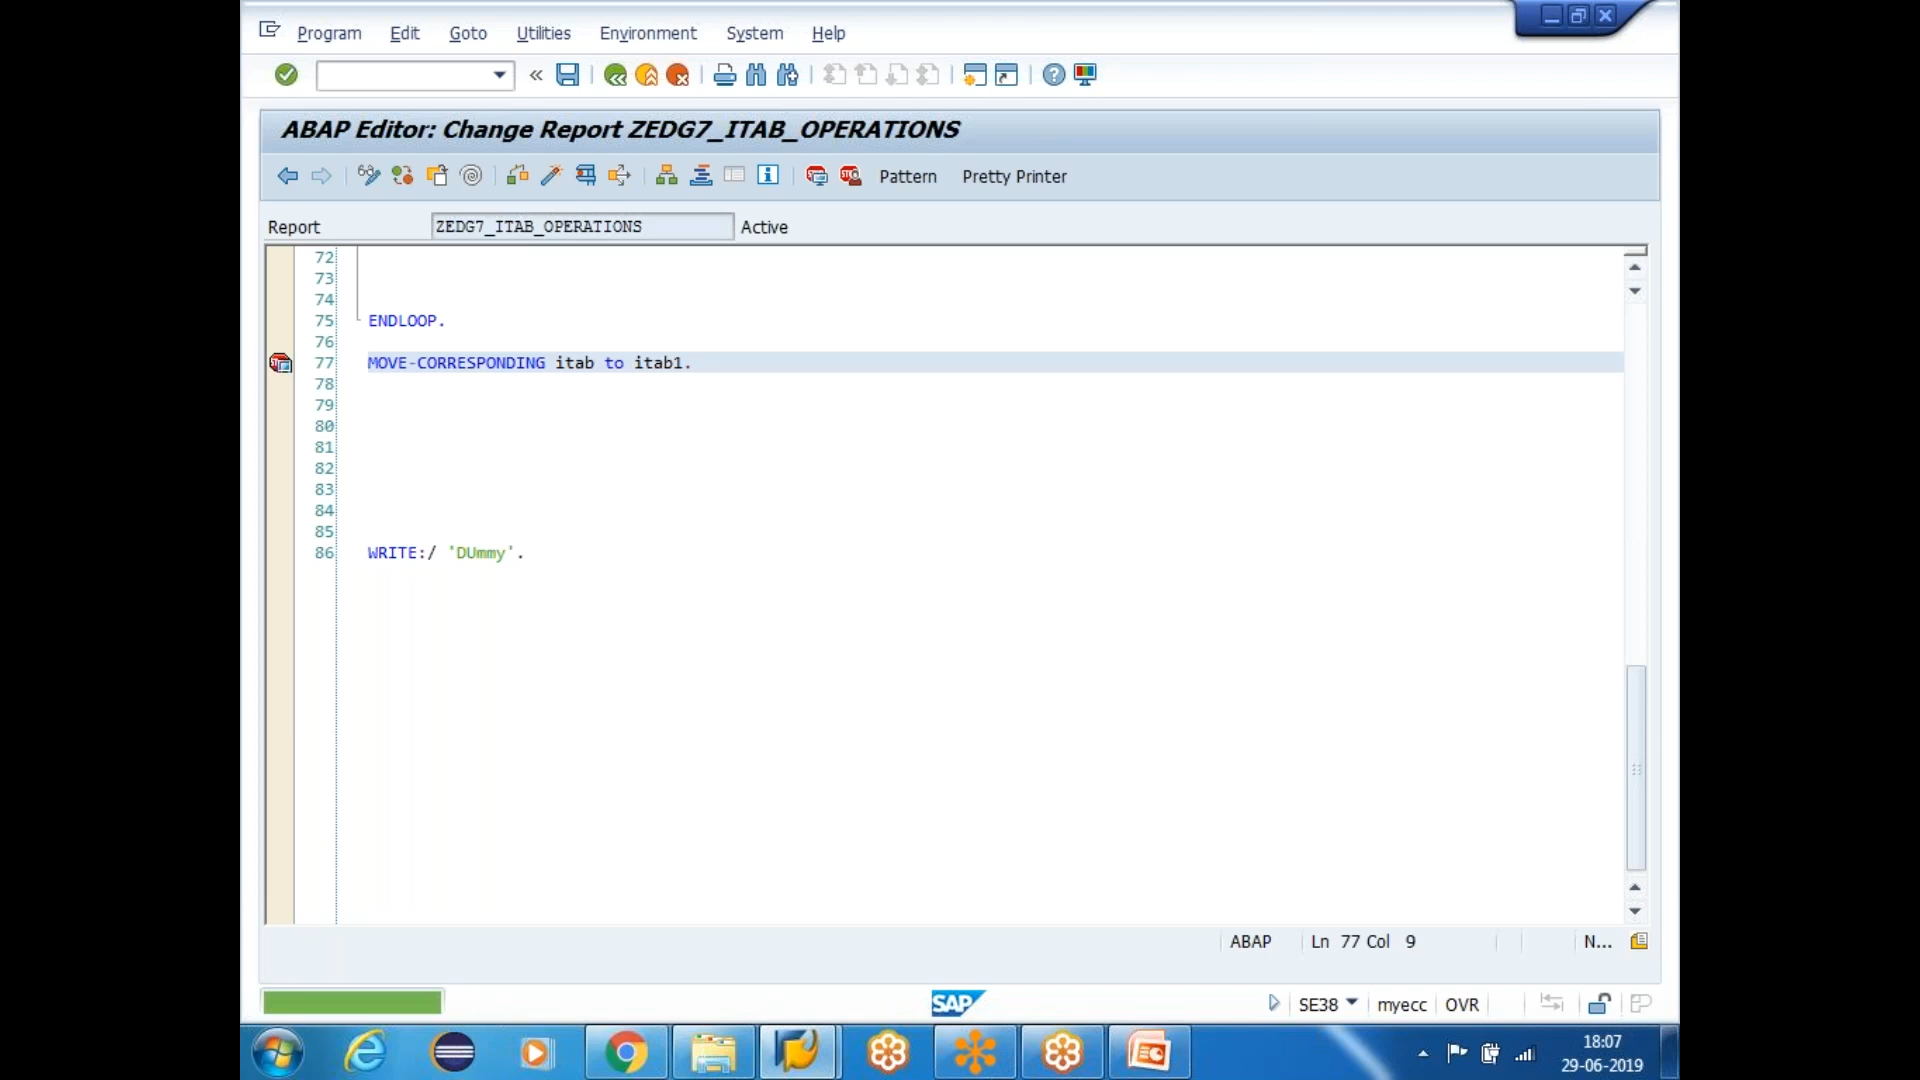 Program Edit Goto Utilities Environment System Help
ABAP Editor: Change Report ZEDG7_ITAB_OPERATIONS
Pattern Pretty Printer
Report ZEDG7_ITAB_OPERATIONS Active
72
73
74
75 ENDLOOP.
76
77 MOVE-CORRESPONDING itab to itab1.
78
79
80
81
82
83
84
85
86 WRITE:/ 'DUmmy'.
ABAP Ln 77 Col 9 N...
SAP SE38 myecc OVR
18:07
29-06-2019